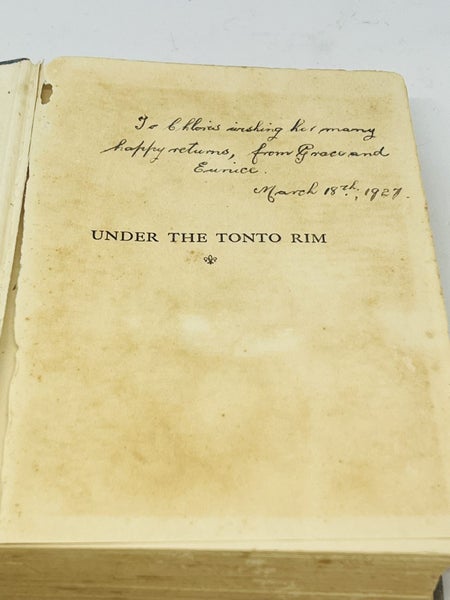 To Chloris wishing her many
happy returns, from Grace and
Eunice.
March 18th, 1927.
UNDER THE TONTO RIM